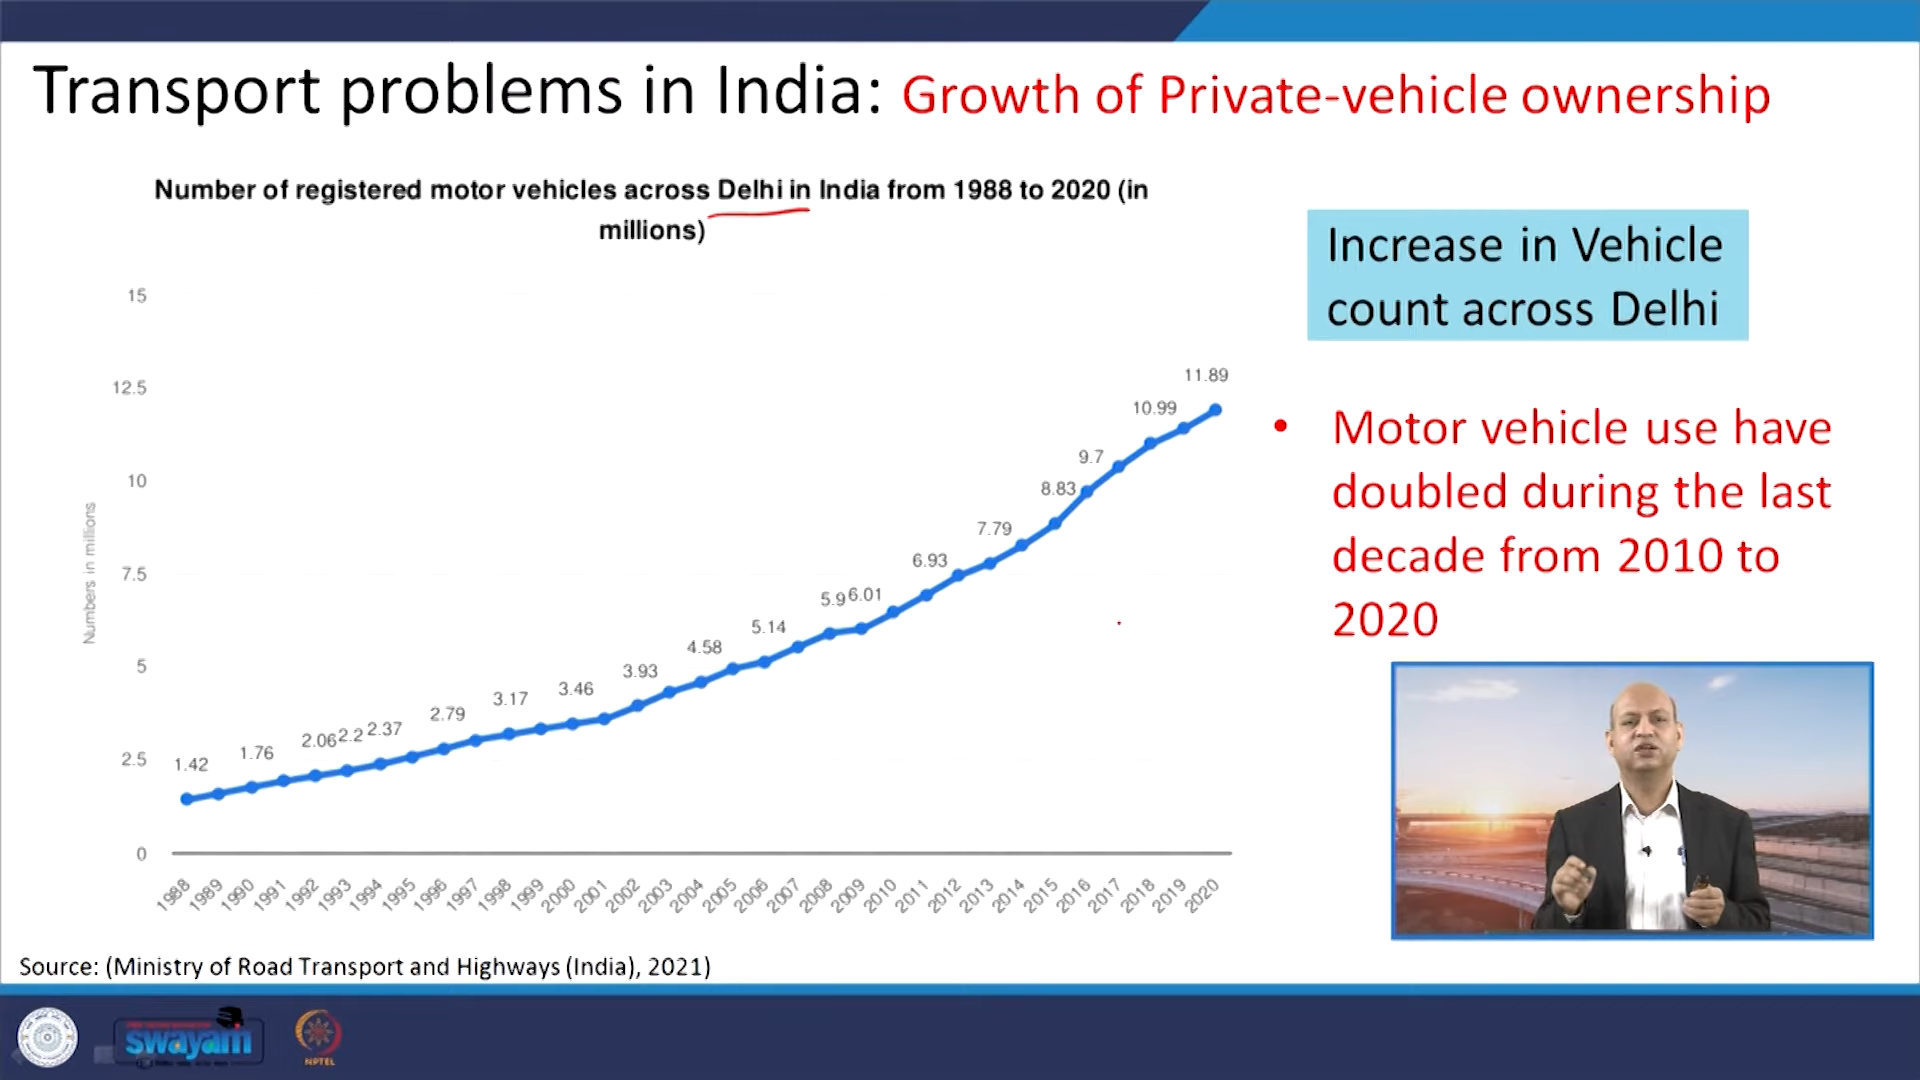 Transport problems in India: Growth of Private-vehicle ownership
Number of registered motor vehicles across Delhi in India from 1988 to 2020 (in
millions)
Numbers in millions
15
12.5
10
7.5
5
2.5
0
1.42
1.76
2.06
2.2
2.37
2.79
3.17
3.46
3.93
4.58
5.14
5.9
6.01
6.93
7.79
8.83
9.7
10.99
11.89
1988 1989 1990 1991 1992 1993 1994 1995 1996 1997 1998 1999 2000 2001 2002 2003 2004 2005 2006 2007 2008 2009 2010 2011 2012 2013 2014 2015 2016 2017 2018 2019 2020
Increase in Vehicle
count across Delhi
• Motor vehicle use have
doubled during the last
decade from 2010 to
2020
Source: (Ministry of Road Transport and Highways (India), 2021)
swayam
NPTEL